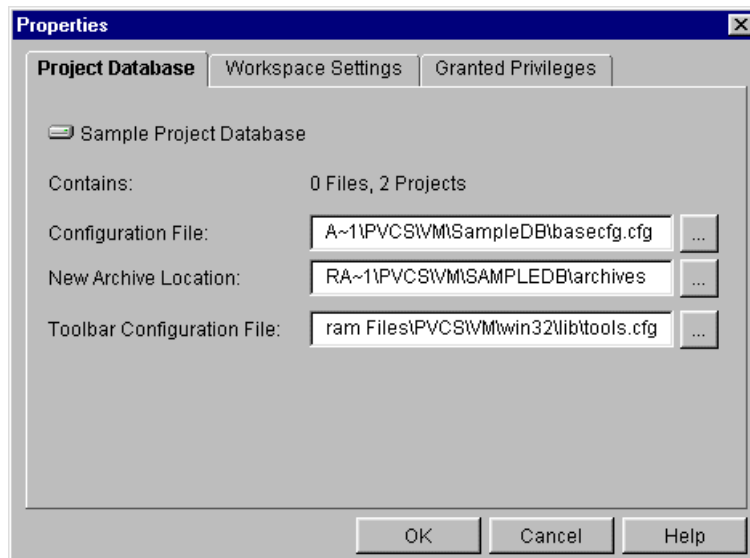 Properties
Project Database Workspace Settings Granted Privileges
Sample Project Database
Contains: 0 Files, 2 Projects
Configuration File: A~1\PVCS\VM\SampleDB\basecfg.cfg ...
New Archive Location: RA~1\PVCS\VM\SAMPLEDB\archives ...
Toolbar Configuration File: ram Files\PVCS\VM\win32\lib\tools.cfg ...
OK Cancel Help